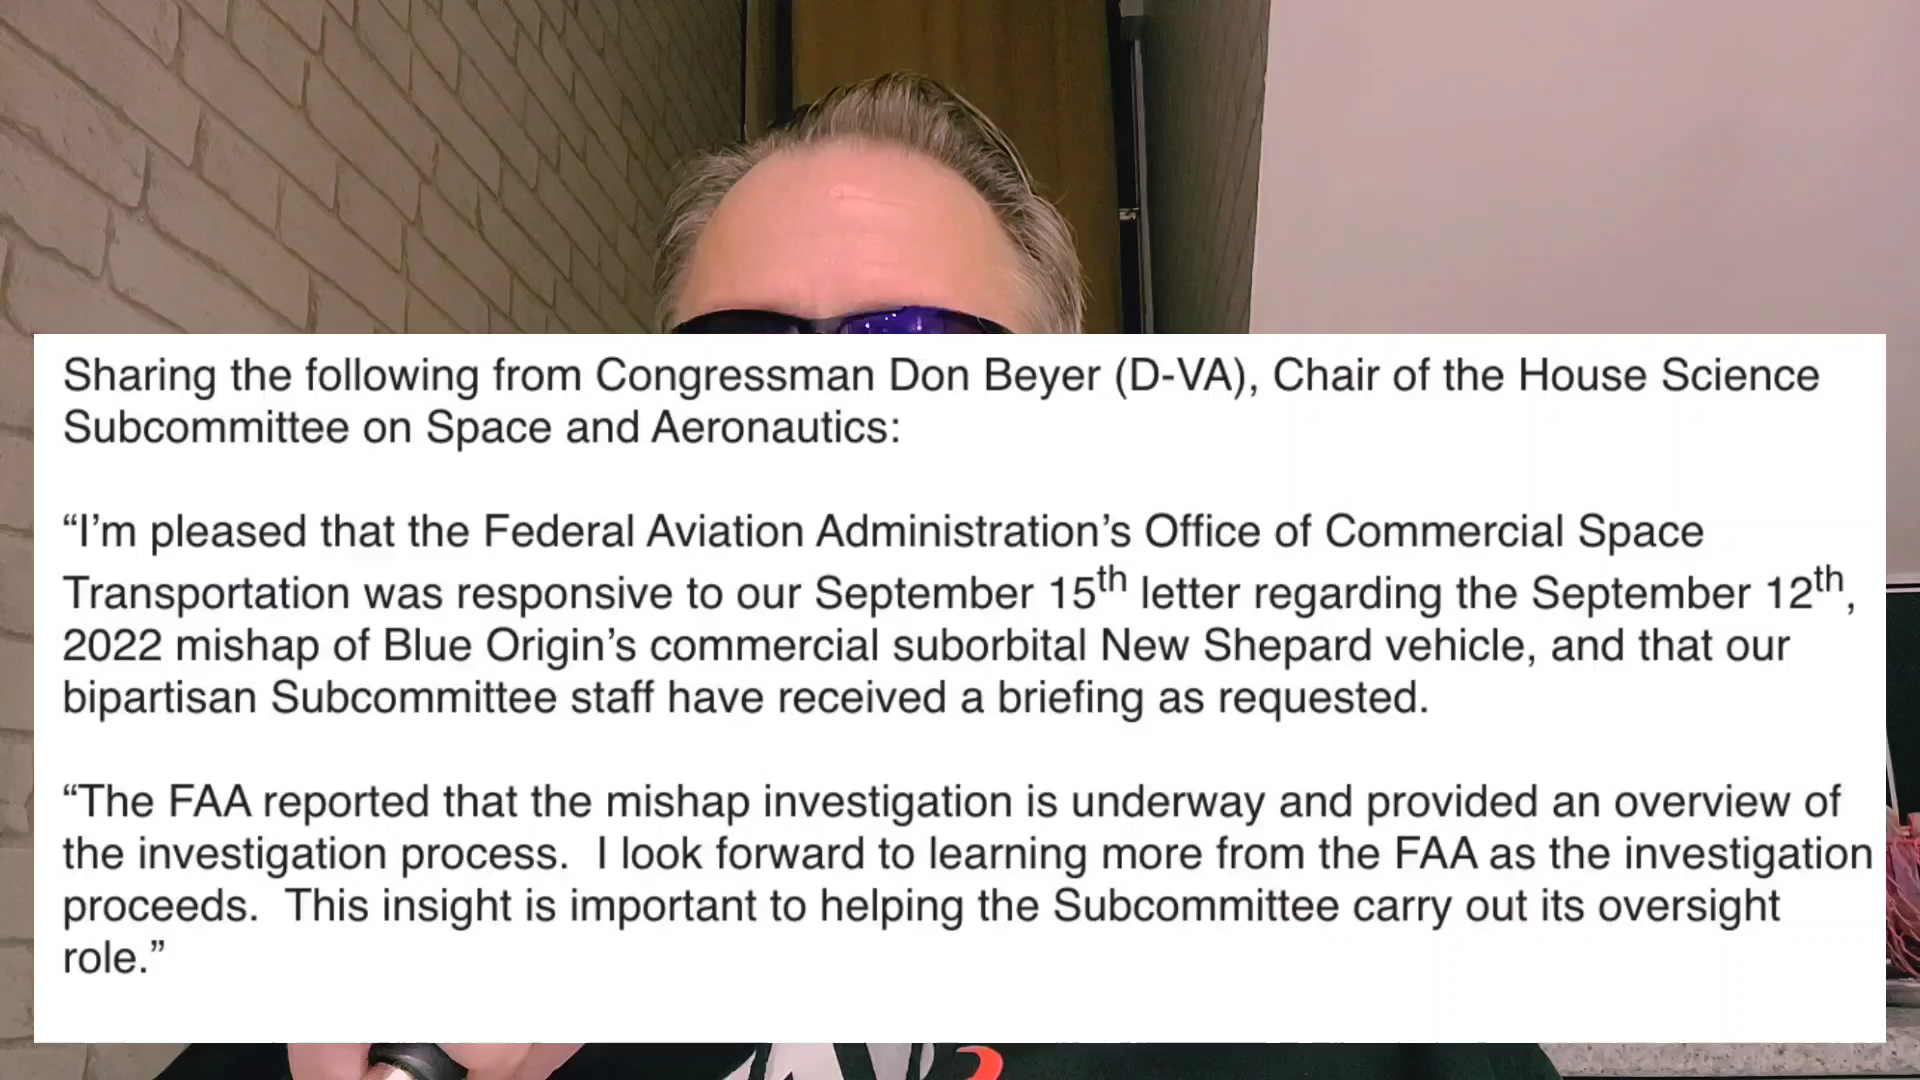 Sharing the following from Congressman Don Beyer (D-VA), Chair of the House Science
Subcommittee on Space and Aeronautics:
“I’m pleased that the Federal Aviation Administration’s Office of Commercial Space
Transportation was responsive to our September 15th letter regarding the September 12th,
2022 mishap of Blue Origin’s commercial suborbital New Shepard vehicle, and that our
bipartisan Subcommittee staff have received a briefing as requested.
“The FAA reported that the mishap investigation is underway and provided an overview of
the investigation process.  I look forward to learning more from the FAA as the investigation
proceeds.  This insight is important to helping the Subcommittee carry out its oversight
role.”